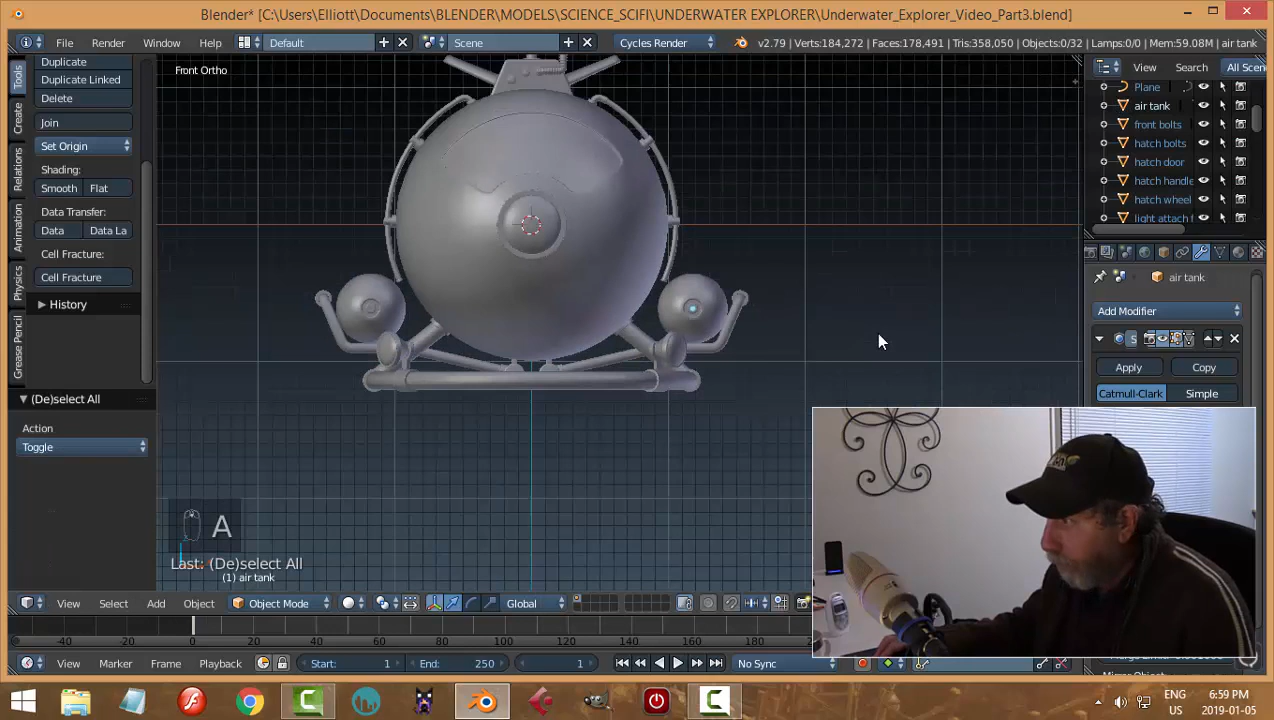 Blender* [C:\Users\Elliott\Documents\BLENDER\MODELS\SCIENCE_SCIFI\UNDERWATER EXPLORER\Underwater_Explorer_Video_Part3.blend]
File Render Window Help Default Scene Cycles Render v2.79 | Verts:184,272 | Faces:178,491 | Tris:358,050 | Objects:0/32 | Lamps:0/0 | Mem:59.08M | air tank
View Search All Scen
Front Ortho
Tools
Create
Relations
Animation
Physics
Grease Pencil
Duplicate
Duplicate Linked
Delete
Join
Set Origin
Shading:
Smooth Flat
Data Transfer:
Data Data La
Cell Fracture:
Cell Fracture
History
(De)select All
Action
Toggle
Plane
air tank
front bolts
hatch bolts
hatch door
hatch handle
hatch wheel
light attach f
air tank
Add Modifier
S
Apply Copy
Catmull-Clark Simple
A
Last: (De)select All
(1) air tank
View Select Add Object Object Mode Global
-40 -20 0 20 40 60 80 100 120 140 160 180
View Marker Frame Playback Start: 1 End: 250 1 No Sync
ENG
US
6:59 PM
2019-01-05